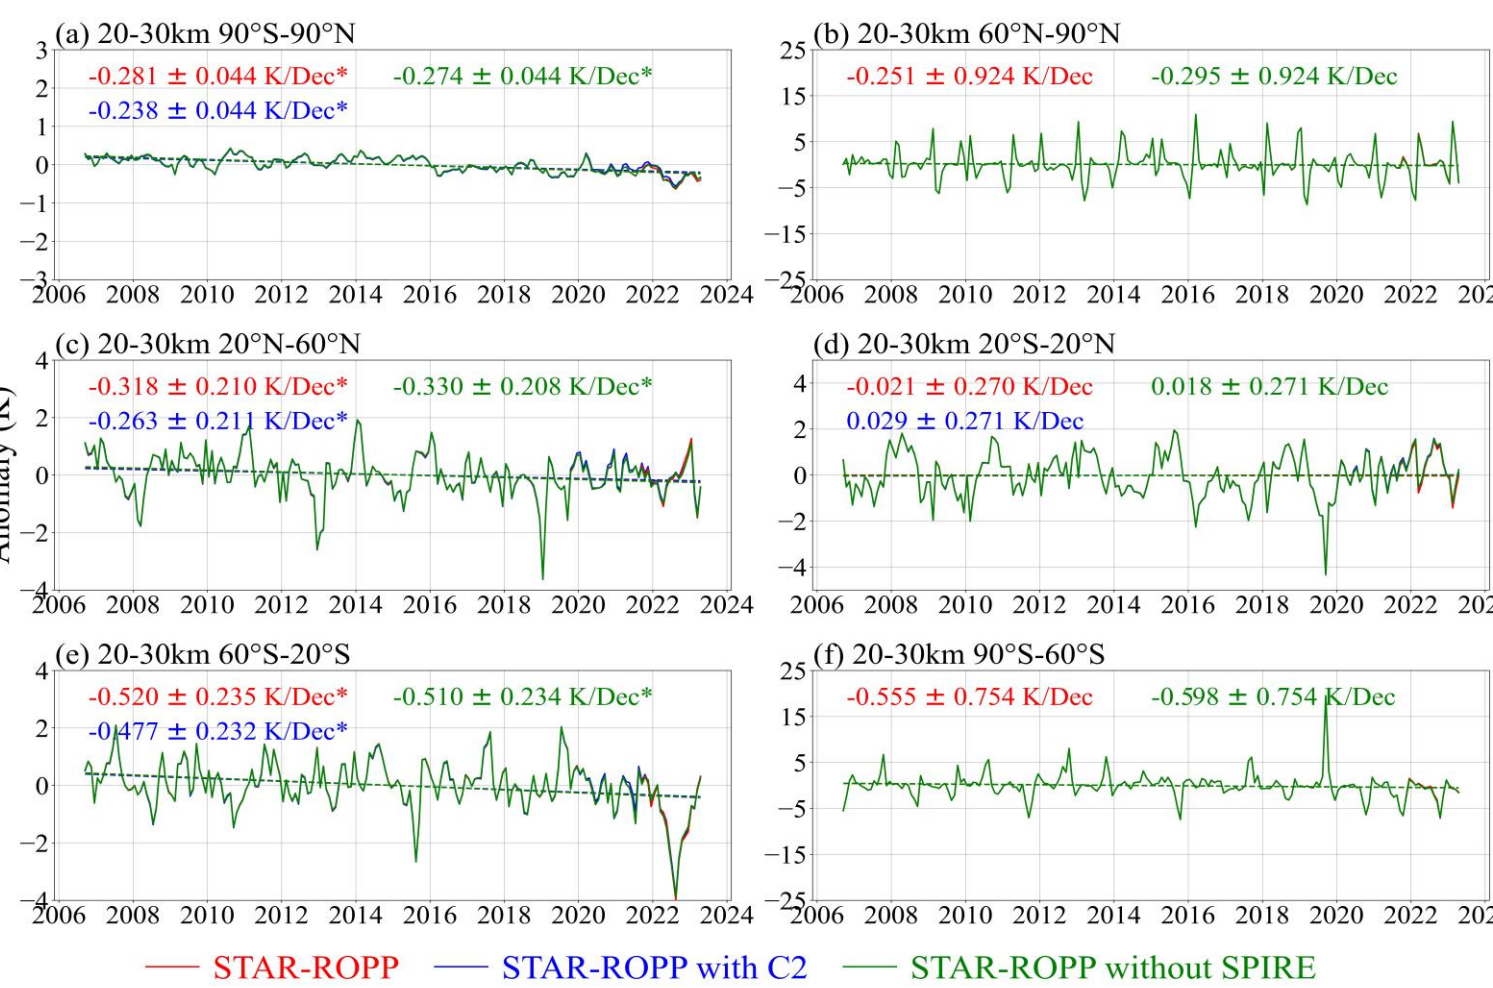 (a) 20-30km 90°S-90°N
-0.281 ± 0.044 K/Dec* -0.274 ± 0.044 K/Dec*
-0.238 ± 0.044 K/Dec*
3
2
1
0
−1
−2
−3
2006 2008 2010 2012 2014 2016 2018 2020 2022 2024
(b) 20-30km 60°N-90°N
-0.251 ± 0.924 K/Dec -0.295 ± 0.924 K/Dec
25
15
5
−5
−15
−25
2006 2008 2010 2012 2014 2016 2018 2020 2022 202
(c) 20-30km 20°N-60°N
-0.318 ± 0.210 K/Dec* -0.330 ± 0.208 K/Dec*
-0.263 ± 0.211 K/Dec*
4
2
0
−2
−4
2006 2008 2010 2012 2014 2016 2018 2020 2022 2024
(d) 20-30km 20°S-20°N
-0.021 ± 0.270 K/Dec 0.018 ± 0.271 K/Dec
0.029 ± 0.271 K/Dec
4
2
0
−2
−4
2006 2008 2010 2012 2014 2016 2018 2020 2022 202
(e) 20-30km 60°S-20°S
-0.520 ± 0.235 K/Dec* -0.510 ± 0.234 K/Dec*
-0.477 ± 0.232 K/Dec*
4
2
0
−2
−4
2006 2008 2010 2012 2014 2016 2018 2020 2022 2024
(f) 20-30km 90°S-60°S
-0.555 ± 0.754 K/Dec -0.598 ± 0.754 K/Dec
25
15
5
−5
−15
−25
2006 2008 2010 2012 2014 2016 2018 2020 2022 202
STAR-ROPP STAR-ROPP with C2 STAR-ROPP without SPIRE